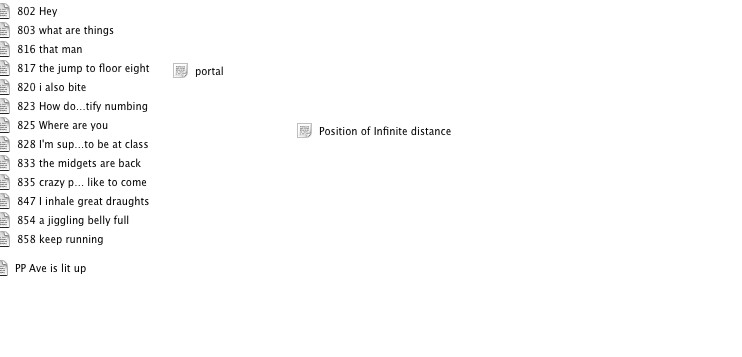 802 Hey
803 what are things
816 that man
817 the jump to floor eight
portal
820 i also bite
823 How do...tify numbing
825 Where are you
Position of Infinite distance
828 I'm sup...to be at class
833 the midgets are back
835 crazy p... like to come
847 I inhale great draughts
854 a jiggling belly full
858 keep running
PP Ave is lit up